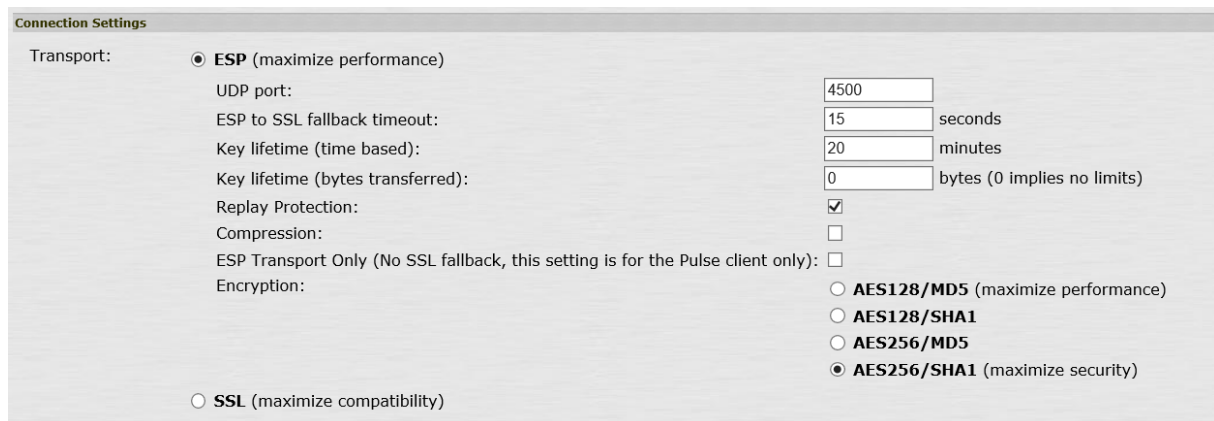 Connection Settings
Transport: ESP (maximize performance)
UDP port: 4500
ESP to SSL fallback timeout: 15 seconds
Key lifetime (time based): 20 minutes
Key lifetime (bytes transferred): 0 bytes (0 implies no limits)
Replay Protection:
Compression:
ESP Transport Only (No SSL fallback, this setting is for the Pulse client only):
Encryption: AES128/MD5 (maximize performance)
AES128/SHA1
AES256/MD5
AES256/SHA1 (maximize security)
SSL (maximize compatibility)